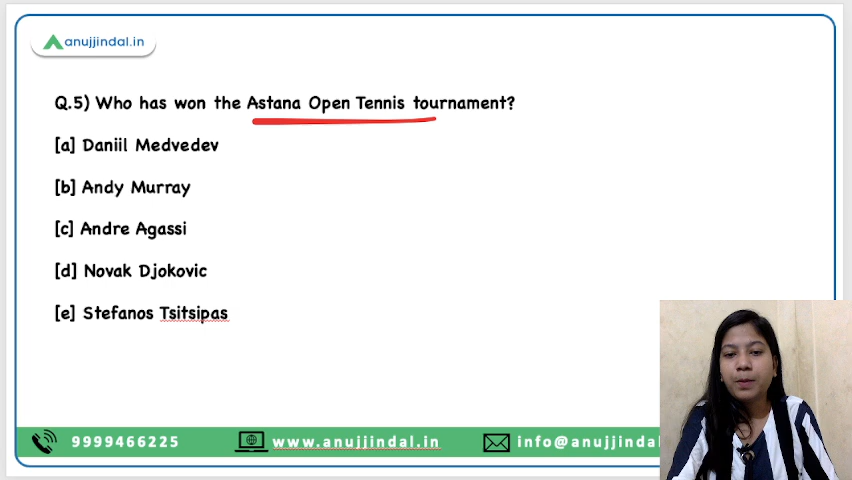 anujjindal.in
Q.5) Who has won the Astana Open Tennis tournament?
[a] Daniil Medvedev
[b] Andy Murray
[c] Andre Agassi
[d] Novak Djokovic
[e] Stefanos Tsitsipas
9999466225 www.anujjindal.in info@anujjindal